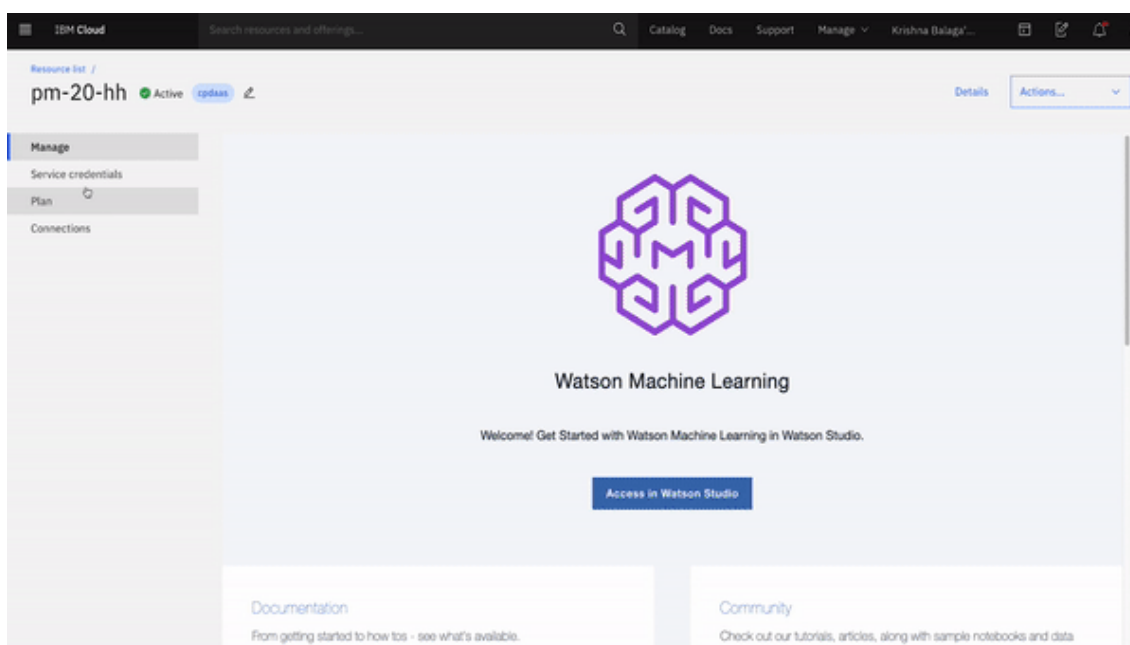 IBM Cloud
Search resources and offerings...
Catalog Docs Support Manage Krishna Balaga'...
Resource list /
pm-20-hh Active cpdaas
Details
Actions...
Manage
Service credentials
Plan
Connections
Watson Machine Learning
Welcome! Get Started with Watson Machine Learning in Watson Studio.
Access in Watson Studio
Documentation
From getting started to how tos - see what's available.
Community
Check out our tutorials, articles, along with sample notebooks and data